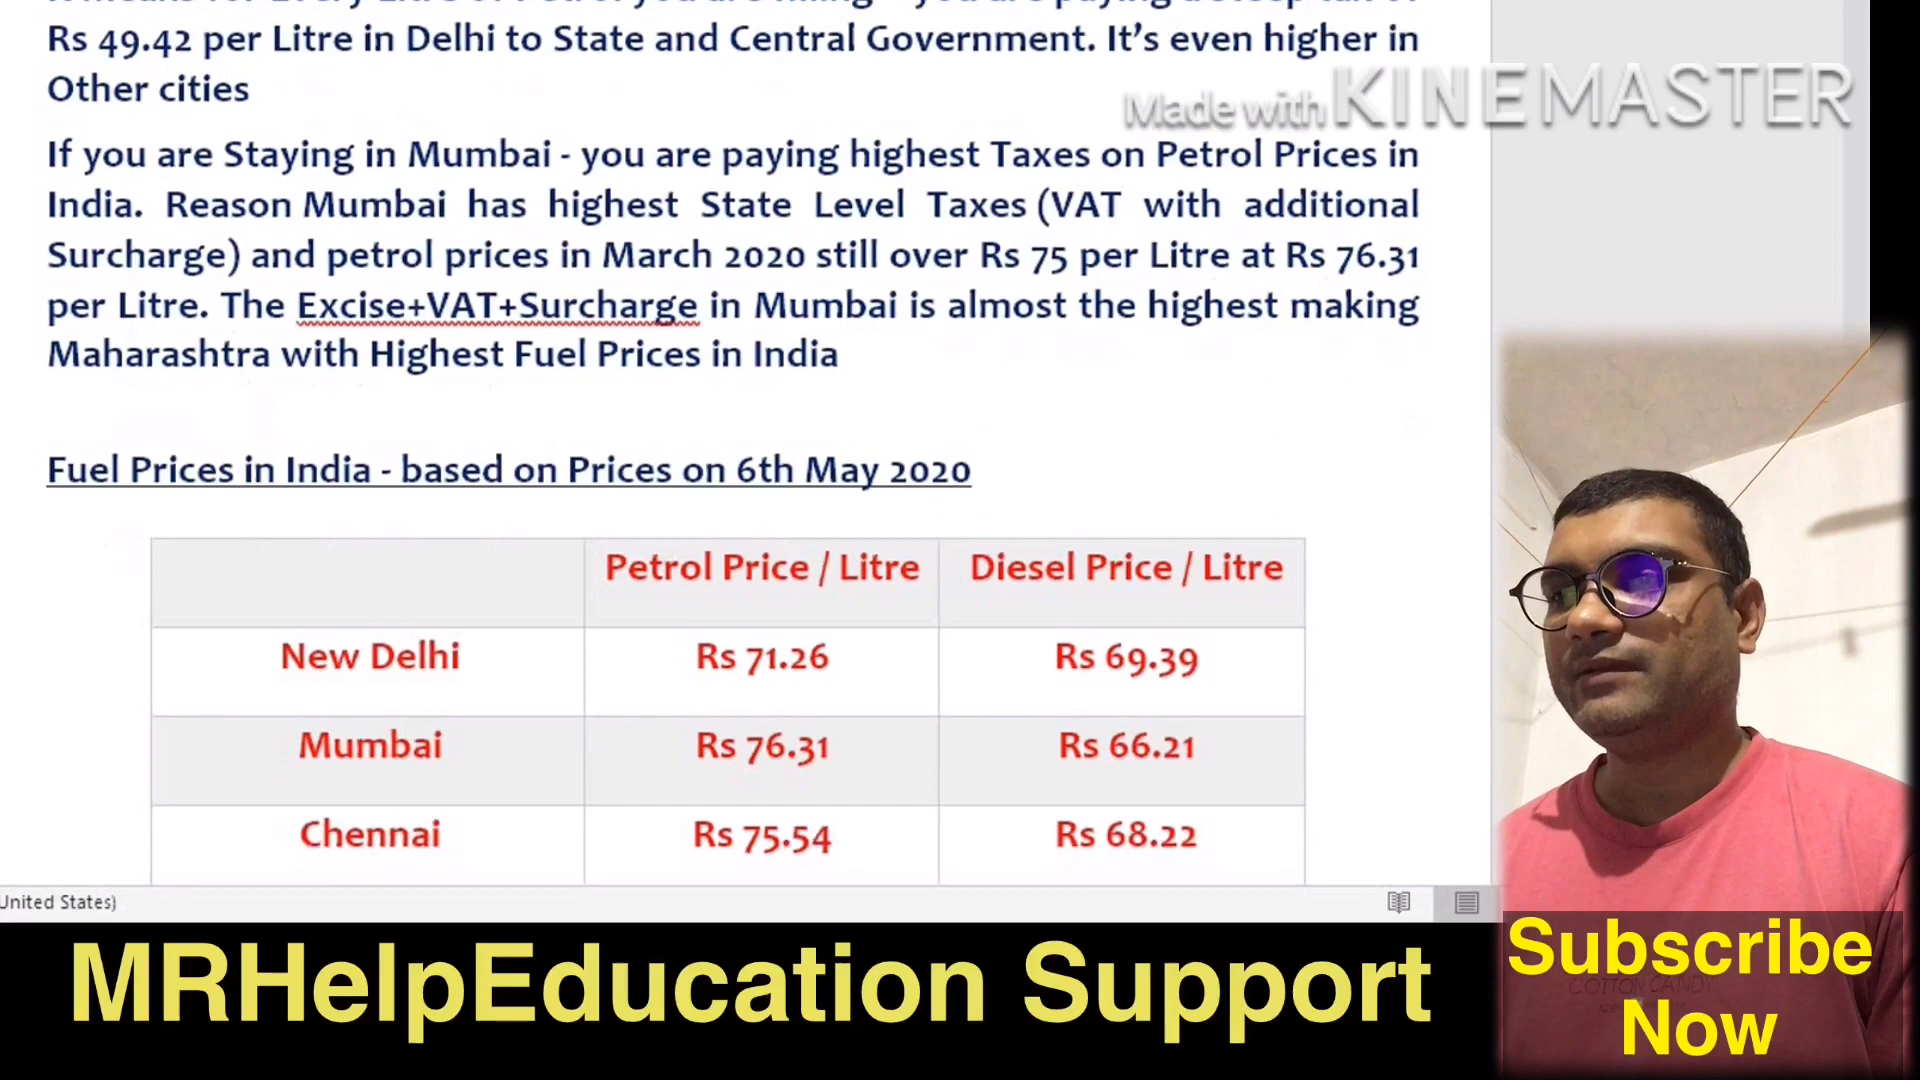 Rs 49.42 per Litre in Delhi to State and Central Government. It's even higher in
Other cities
Made with KINEMASTER
If you are Staying in Mumbai - you are paying highest Taxes on Petrol Prices in
India. Reason Mumbai has highest State Level Taxes (VAT with additional
Surcharge) and petrol prices in March 2020 still over Rs 75 per Litre at Rs 76.31
per Litre. The Excise+VAT+Surcharge in Mumbai is almost the highest making
Maharashtra with Highest Fuel Prices in India
Fuel Prices in India - based on Prices on 6th May 2020
Petrol Price / Litre Diesel Price / Litre
New Delhi Rs 71.26 Rs 69.39
Mumbai Rs 76.31 Rs 66.21
Chennai Rs 75.54 Rs 68.22
United States)
MRHelpEducation Support
Subscribe
Now
COTTON CANDY